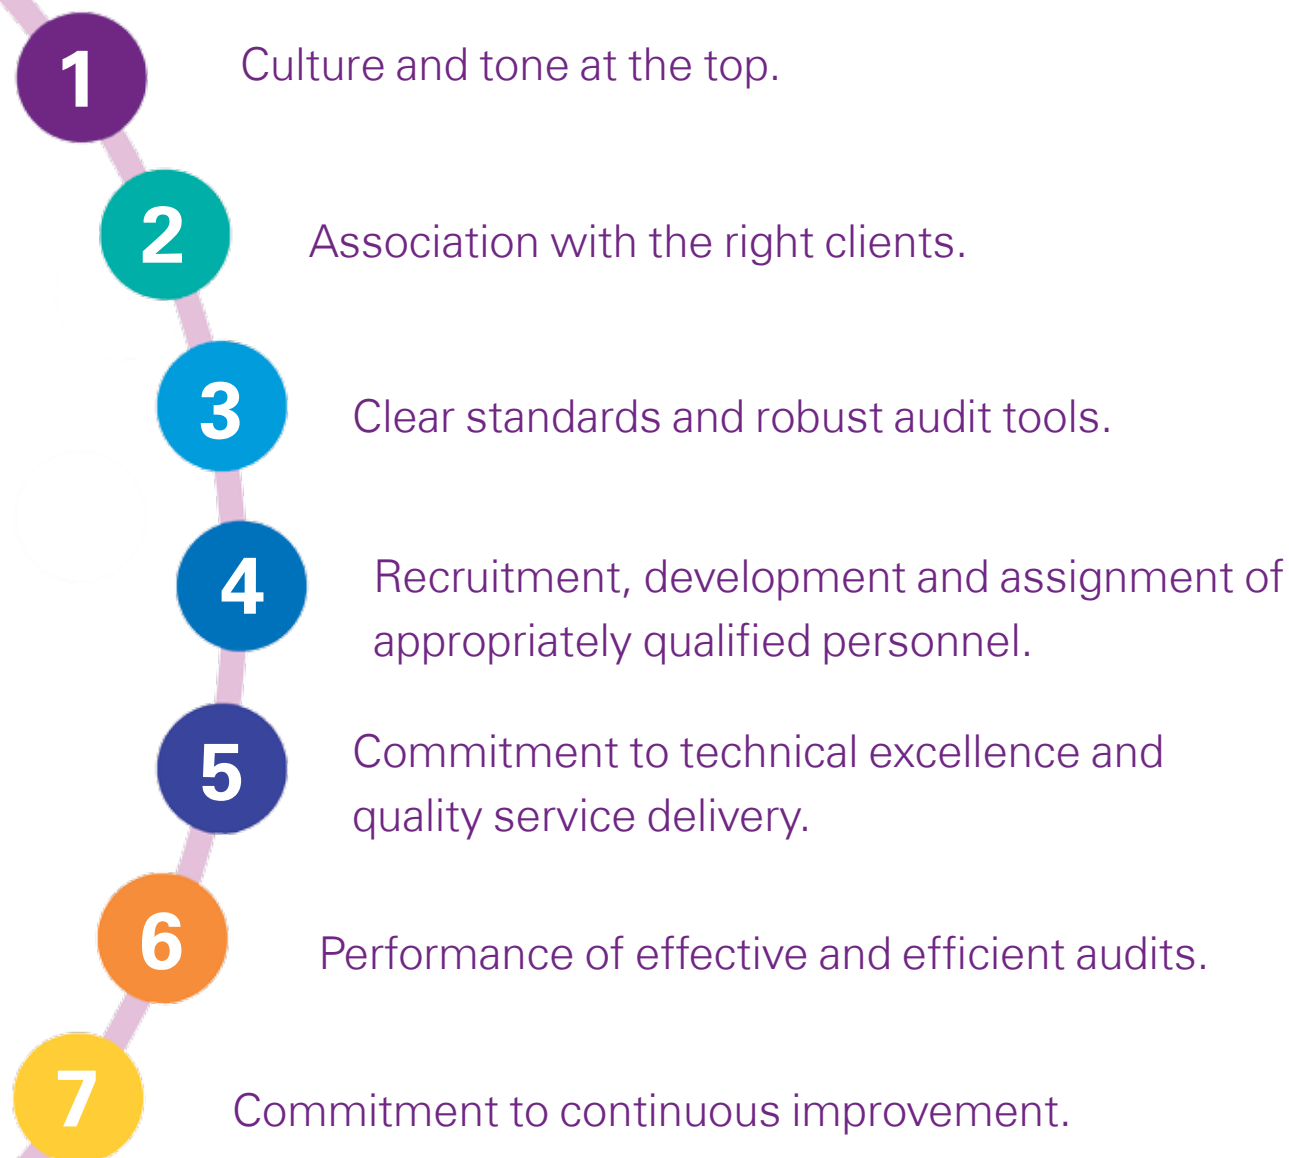 1 Culture and tone at the top.
2 Association with the right clients.
3 Clear standards and robust audit tools.
4 Recruitment, development and assignment of
appropriately qualified personnel.
5 Commitment to technical excellence and
quality service delivery.
6 Performance of effective and efficient audits.
7 Commitment to continuous improvement.